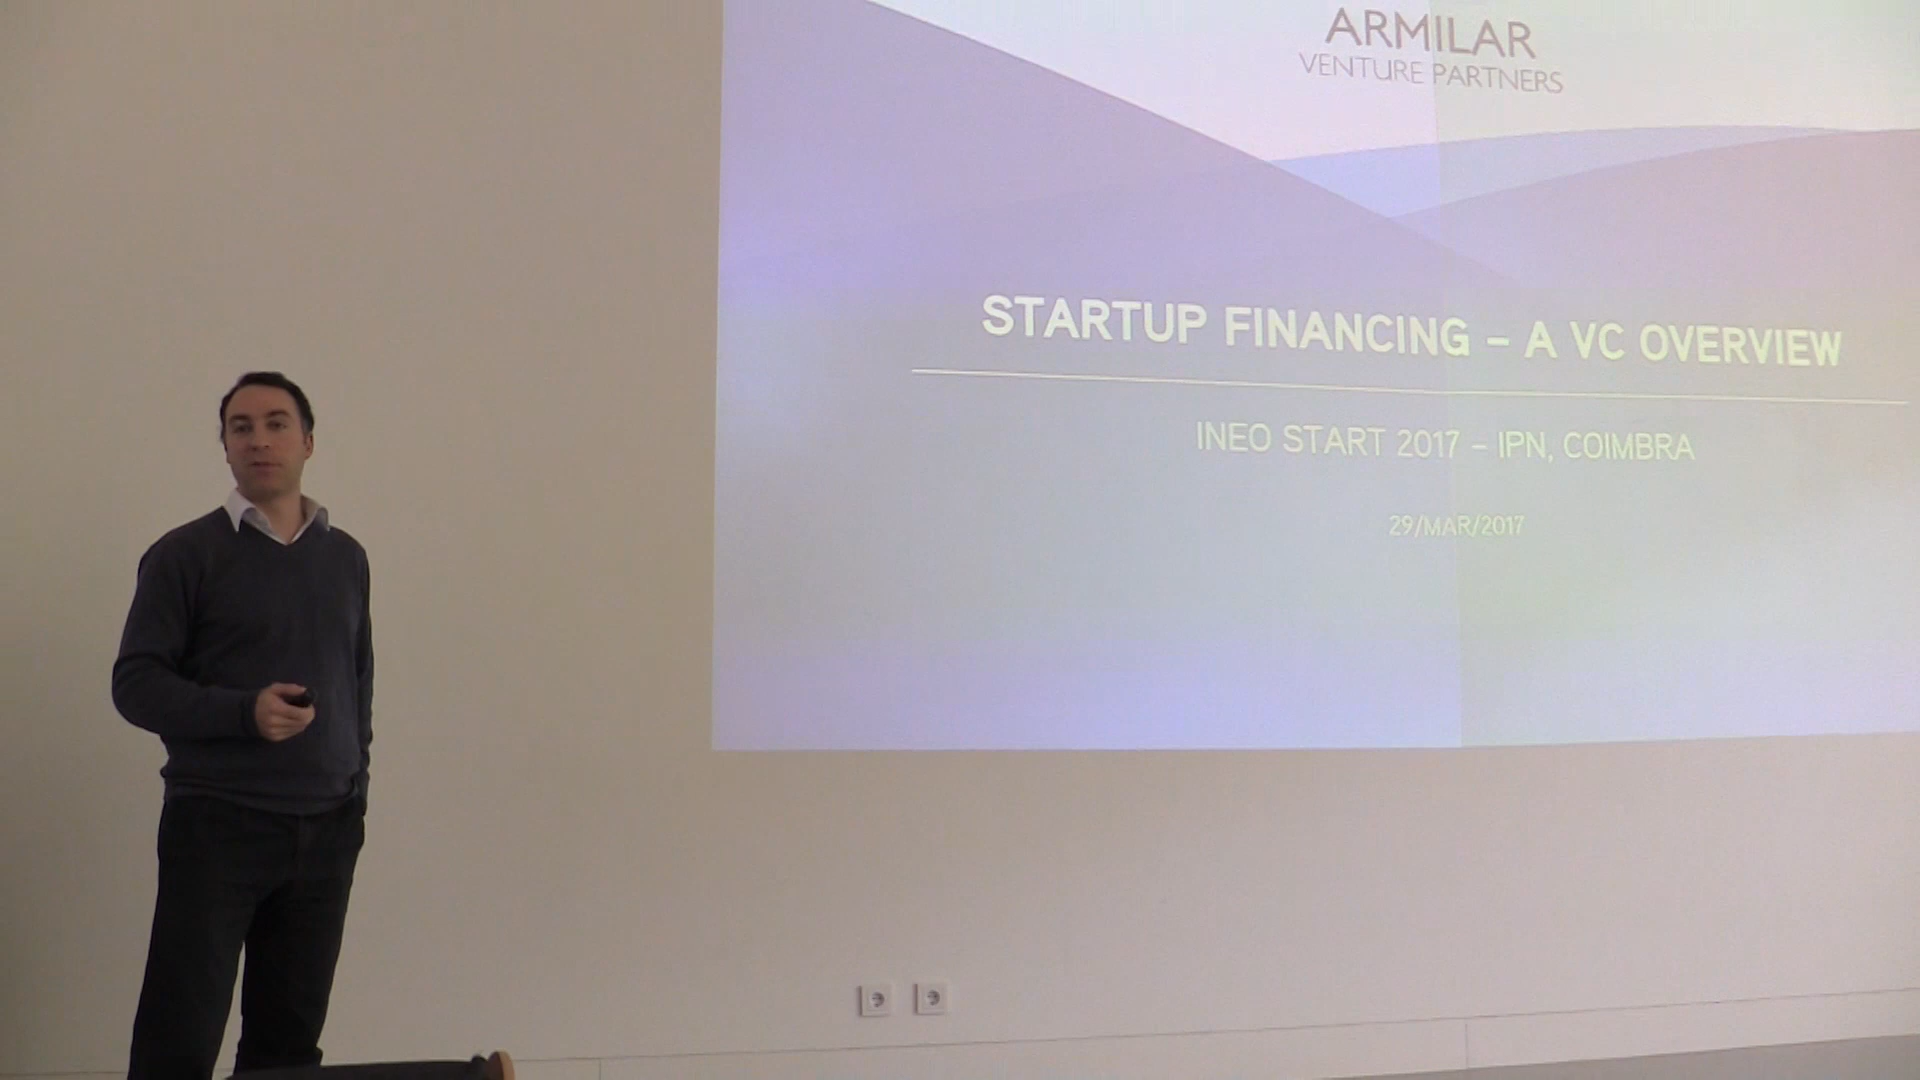 ARMILAR
VENTURE PARTNERS
STARTUP FINANCING – A VC OVERVIEW
INEO START 2017 – IPN, COIMBRA
29/MAR/2017